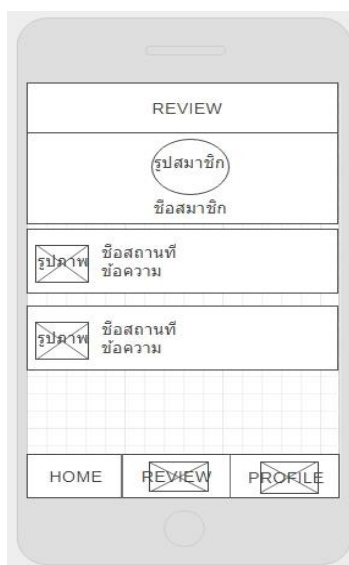 REVIEW
รูปสมาชิก
ชื่อสมาชิก
รูปภาพ
ชื่อสถานที่
ข้อความ
รูปภาพ
ชื่อสถานที่
ข้อความ
HOME
REVIEW
PROFILE